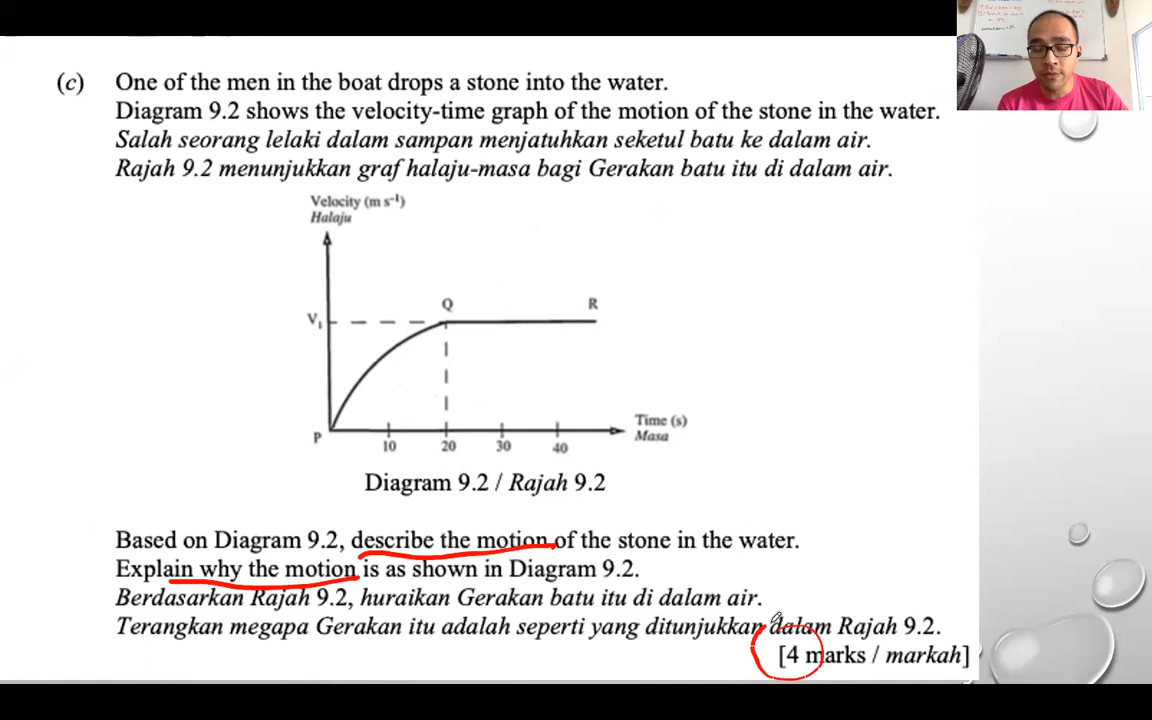 (c) One of the men in the boat drops a stone into the water.
Diagram 9.2 shows the velocity-time graph of the motion of the stone in the water.
Salah seorang lelaki dalam sampan menjatuhkan seketul batu ke dalam air.
Rajah 9.2 menunjukkan graf halaju-masa bagi Gerakan batu itu di dalam air.
Velocity (m s⁻¹)
Halaju
Q R
V₁
Time (s)
P
Masa
10 20 30 40
Diagram 9.2 / Rajah 9.2
Based on Diagram 9.2, describe the motion of the stone in the water.
Explain why the motion is as shown in Diagram 9.2.
Berdasarkan Rajah 9.2, huraikan Gerakan batu itu di dalam air.
Terangkan megapa Gerakan itu adalah seperti yang ditunjukkan dalam Rajah 9.2.
[4 marks / markah]